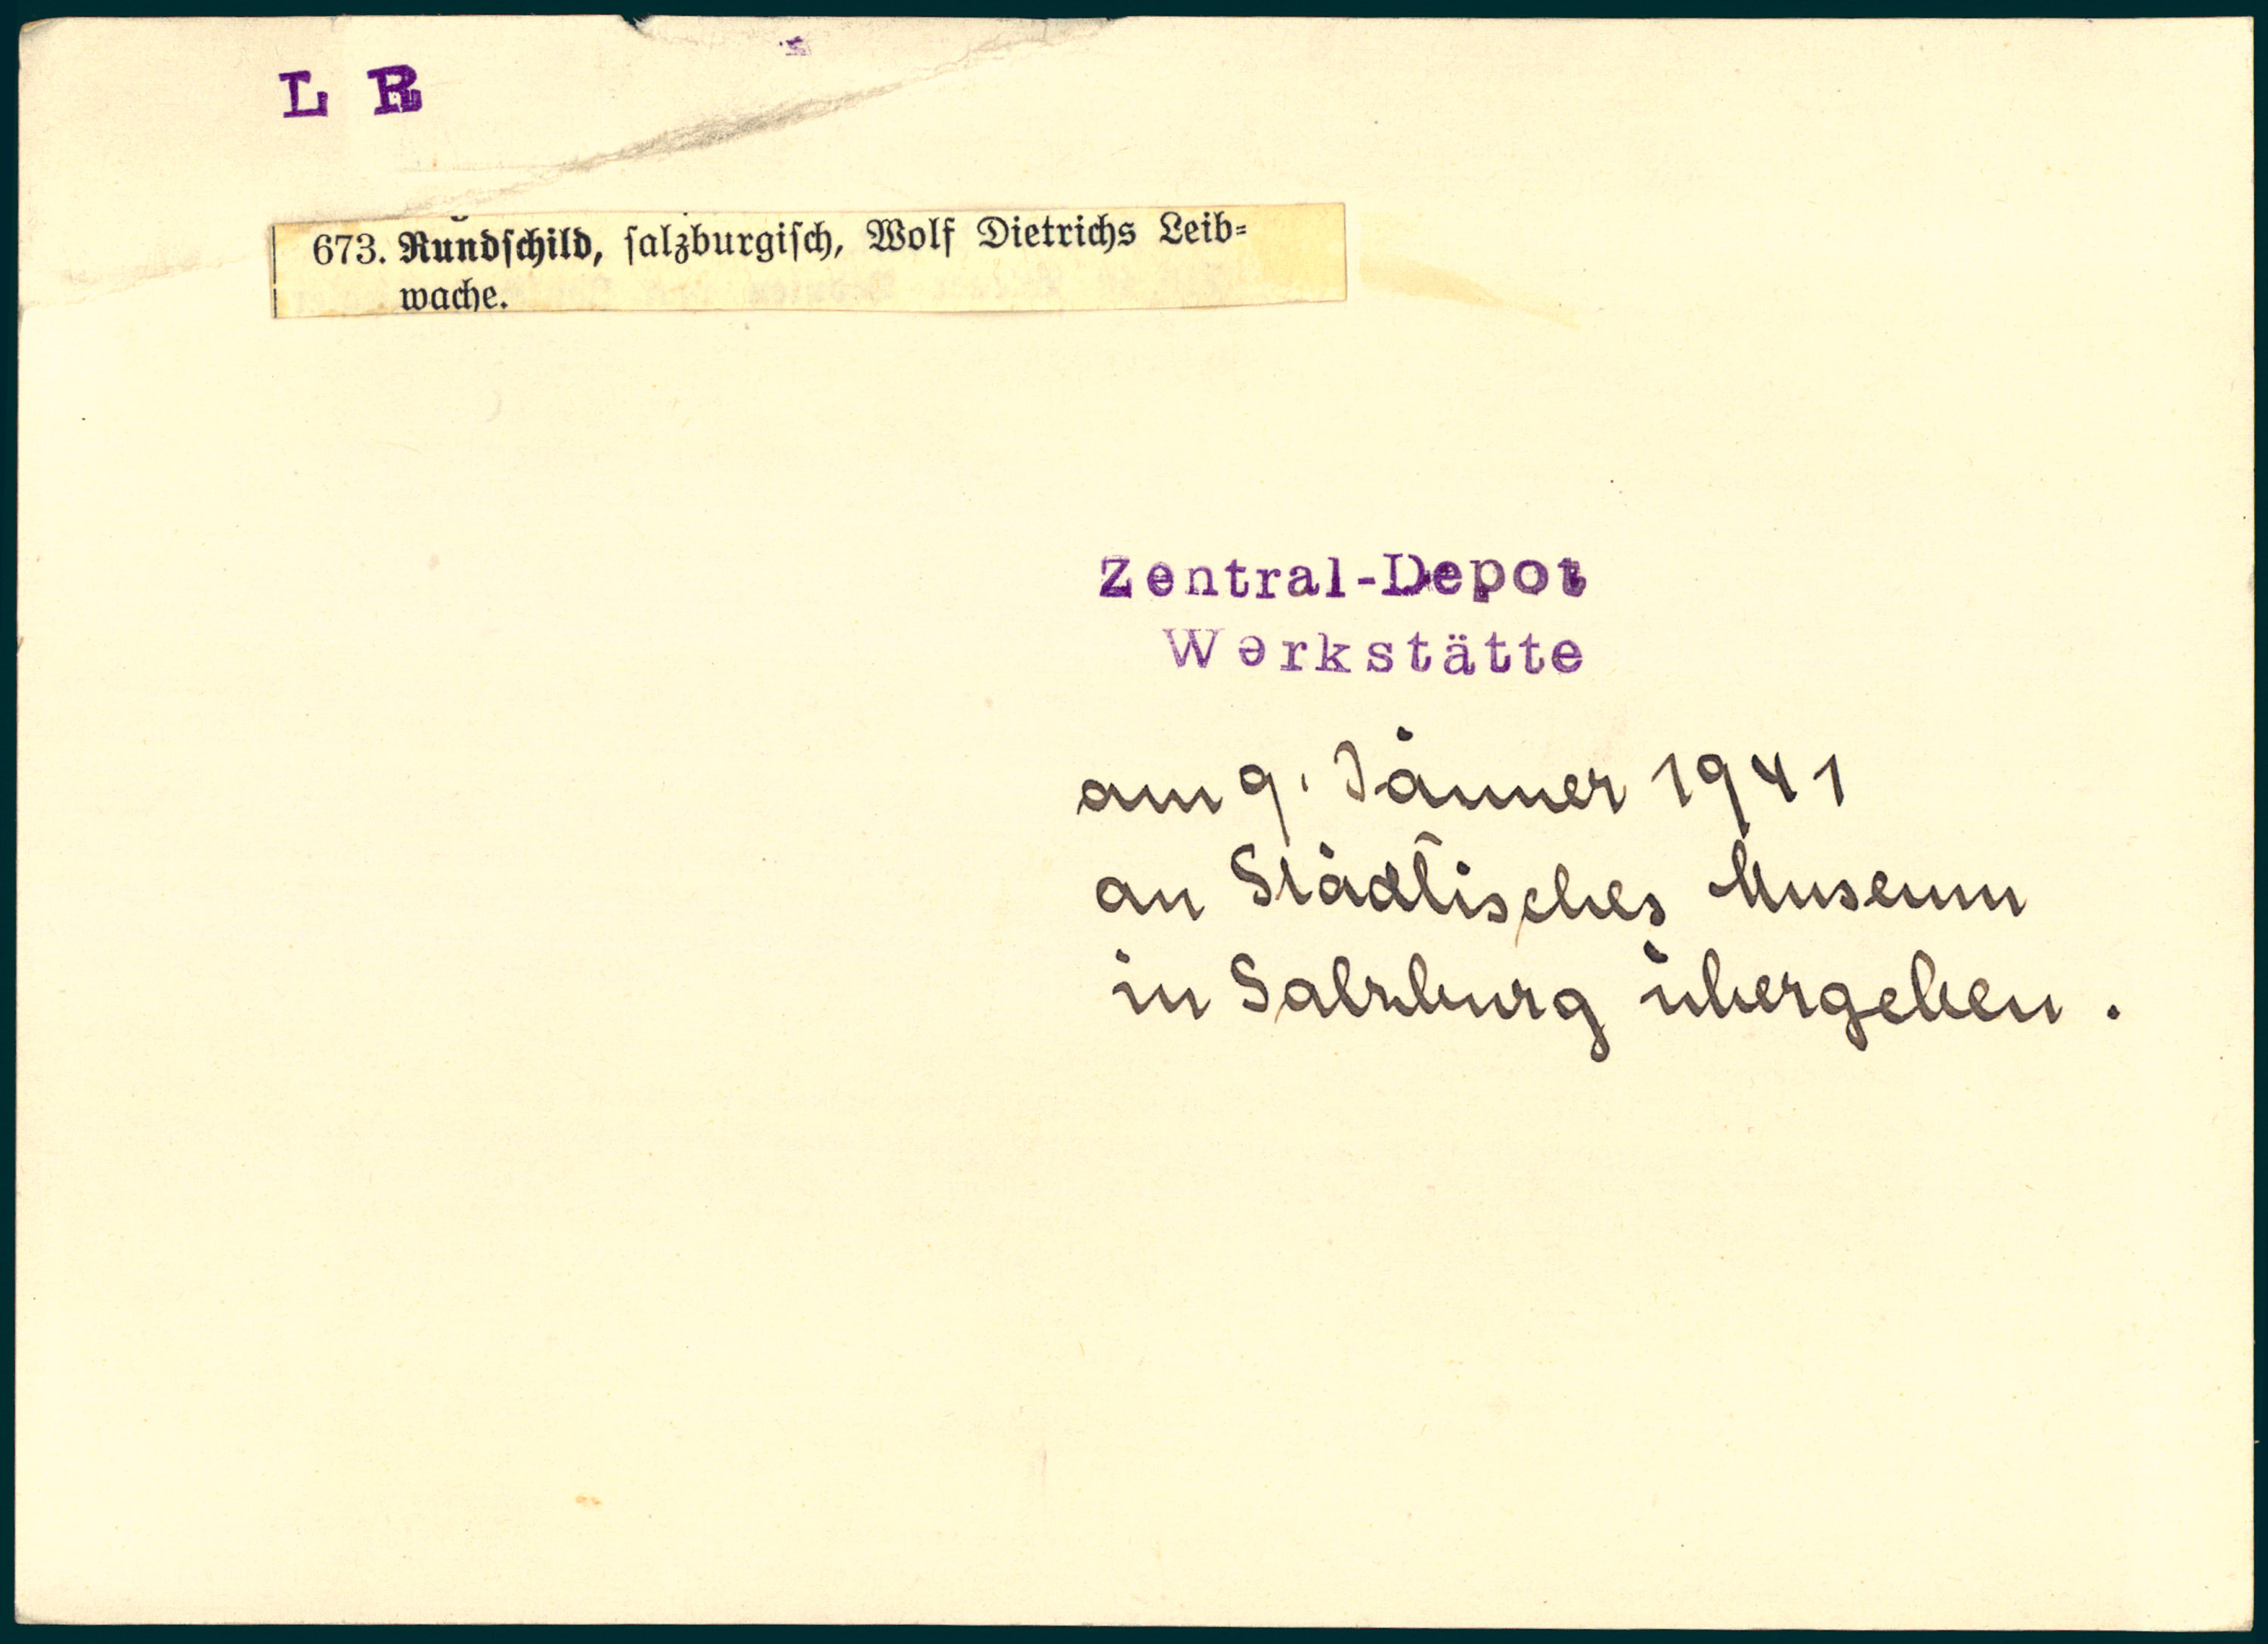 L R
673. Rundſchild, ſalzburgiſch, Wolf Dietrichs Leib⸗
wache.
Zentral-Depot
Werkstätte
am 9. Jänner 1941
an Städtisches Museum
in Salzburg übergeben.